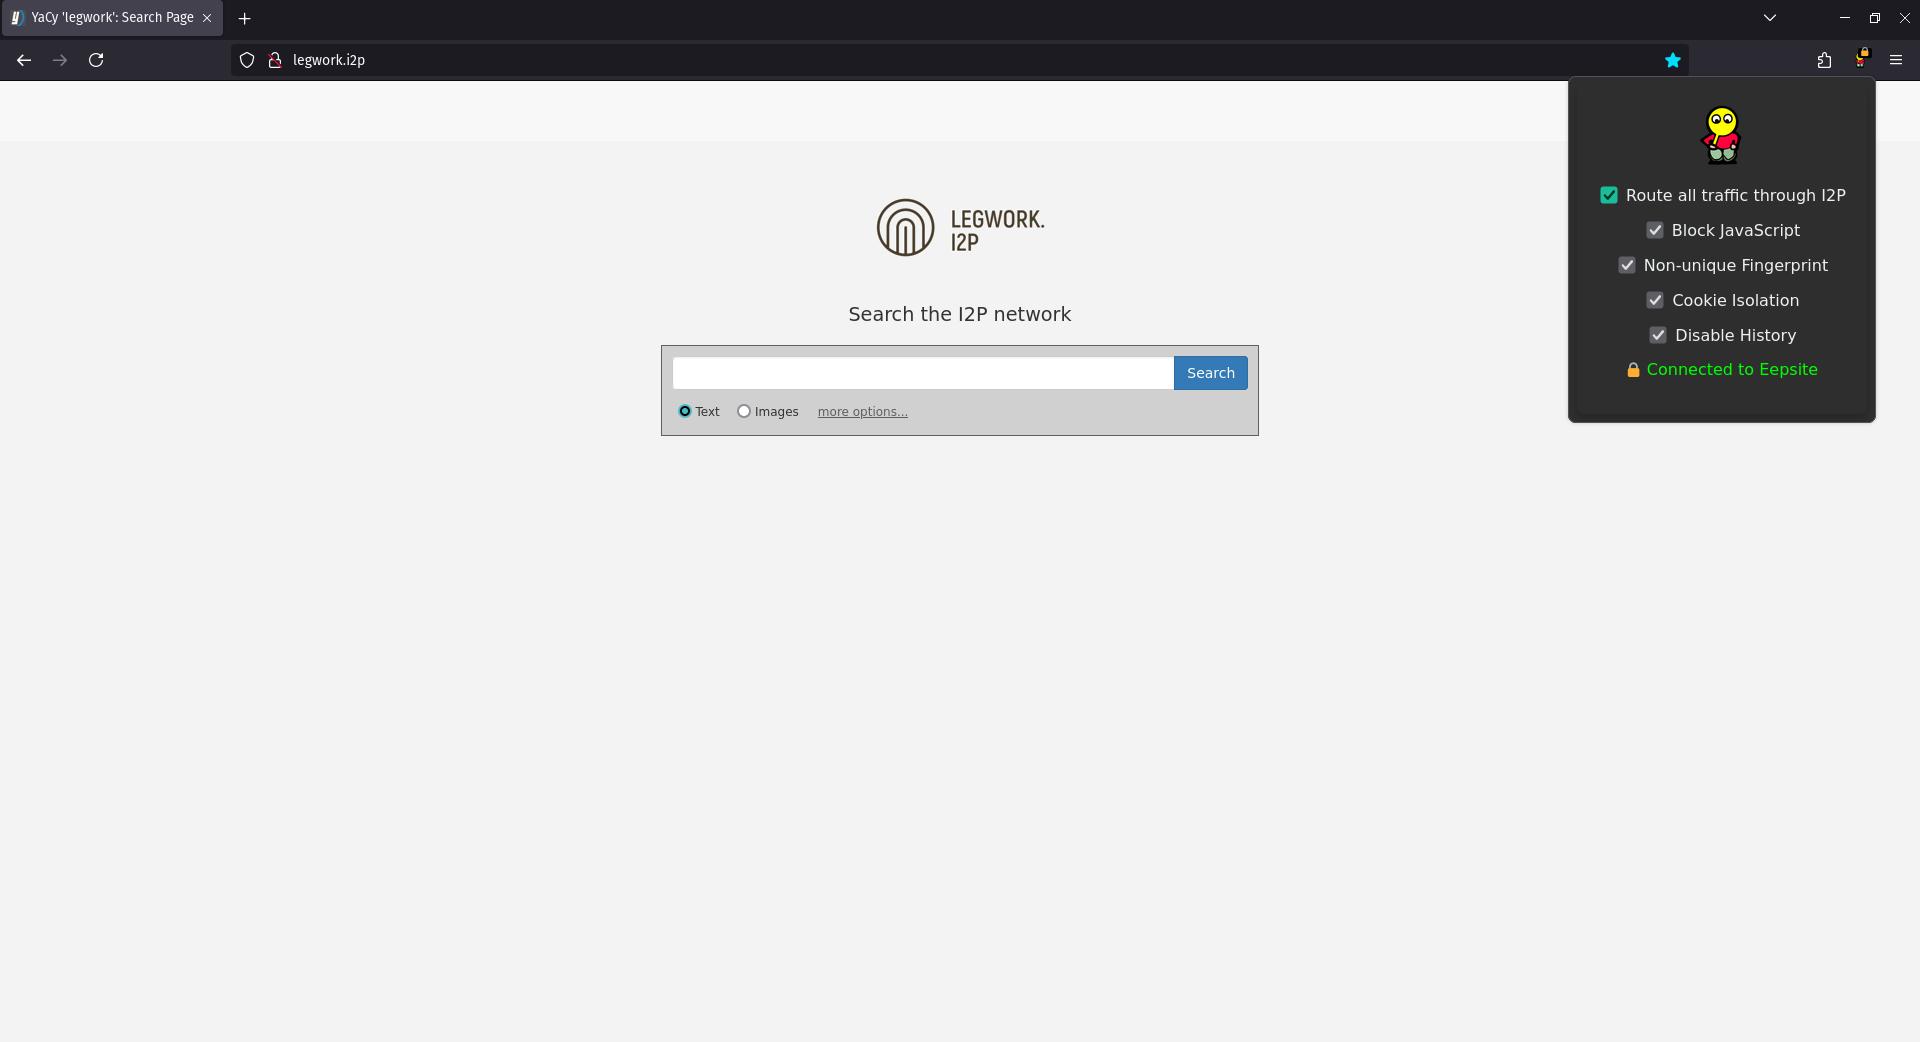 YaCy 'legwork': Search Page
legwork.i2p
LEGWORK.
I2P
Search the I2P network
Search
Text Images more options...
Route all traffic through I2P
Block JavaScript
Non-unique Fingerprint
Cookie Isolation
Disable History
Connected to Eepsite